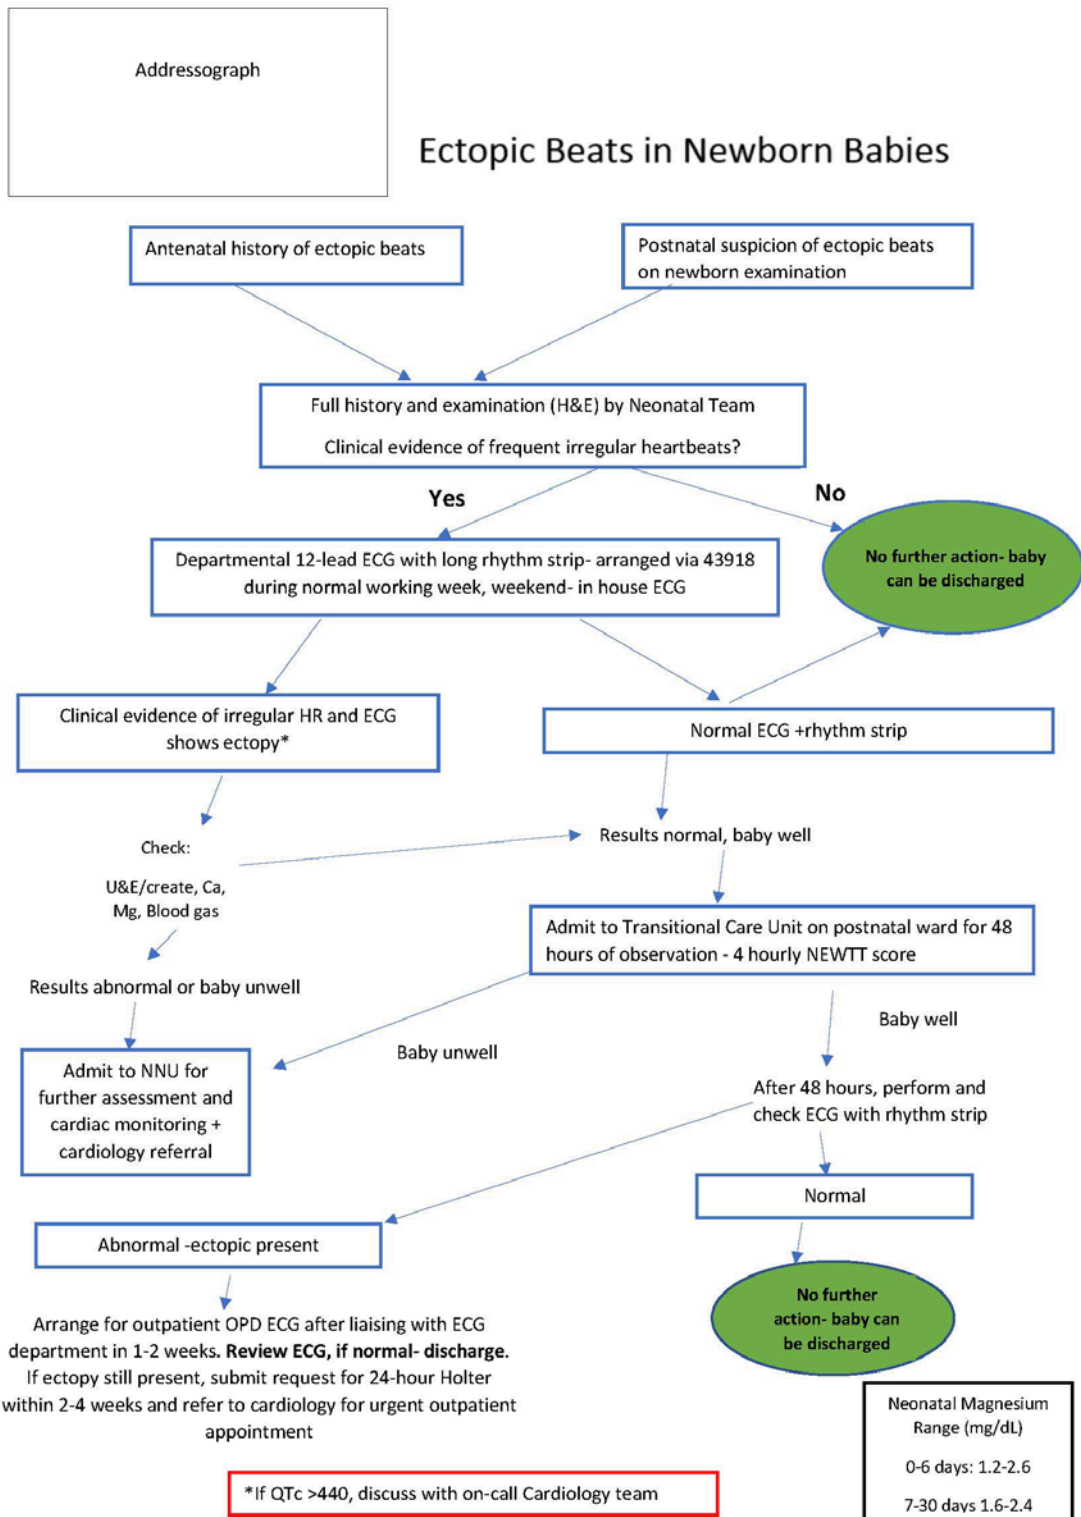 Addressograph
Ectopic Beats in Newborn Babies
Antenatal history of ectopic beats
Postnatal suspicion of ectopic beats
on newborn examination
Full history and examination (H&E) by Neonatal Team
Clinical evidence of frequent irregular heartbeats?
Yes
No
Departmental 12-lead ECG with long rhythm strip- arranged via 43918
during normal working week, weekend- in house ECG
No further action- baby
can be discharged
Clinical evidence of irregular HR and ECG
shows ectopy*
Normal ECG +rhythm strip
Check:
U&E/create, Ca,
Mg, Blood gas
Results normal, baby well
Admit to Transitional Care Unit on postnatal ward for 48
hours of observation - 4 hourly NEWTT score
Results abnormal or baby unwell
Baby unwell
Baby well
Admit to NNU for
further assessment and
cardiac monitoring +
cardiology referral
After 48 hours, perform and
check ECG with rhythm strip
Normal
Abnormal -ectopic present
No further
action- baby can
be discharged
Arrange for outpatient OPD ECG after liaising with ECG
department in 1-2 weeks. Review ECG, if normal- discharge.
If ectopy still present, submit request for 24-hour Holter
within 2-4 weeks and refer to cardiology for urgent outpatient
appointment
Neonatal Magnesium
Range (mg/dL)
0-6 days: 1.2-2.6
7-30 days 1.6-2.4
*If QTc >440, discuss with on-call Cardiology team